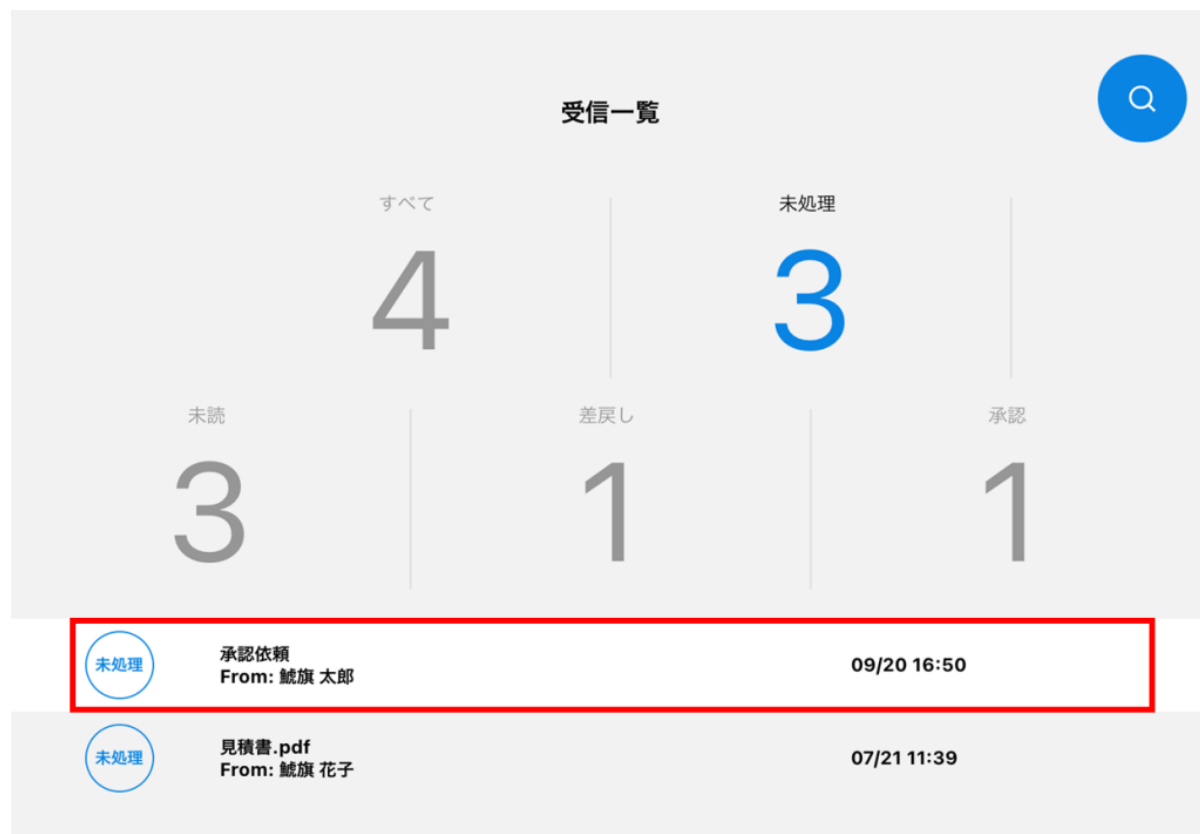 受信一覧
すべて
未処理
4
3
未読
差戻し
承認
3
1
1
未処理
承認依頼
From: 鯱旗 太郎
09/20 16:50
未処理
見積書.pdf
From: 鯱旗 花子
07/21 11:39